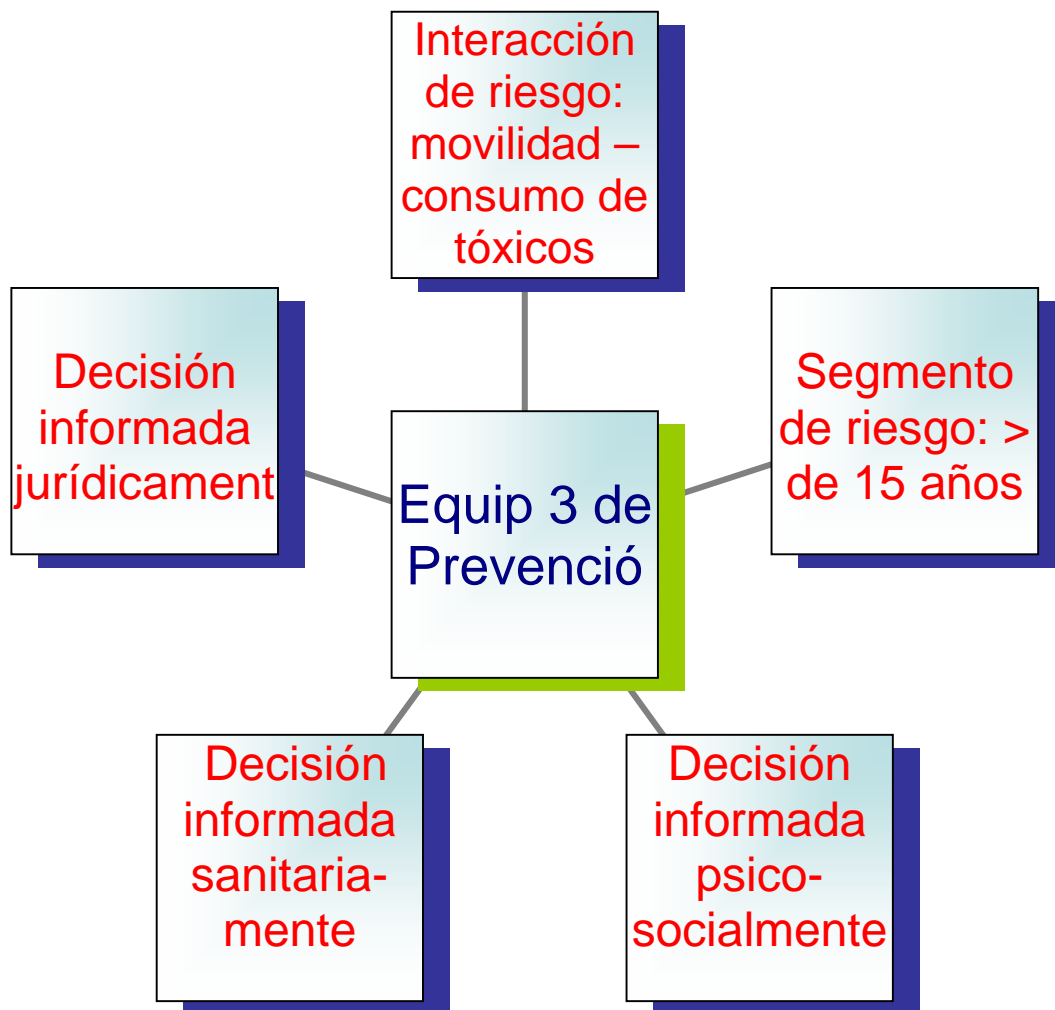 Interacción
de riesgo:
movilidad –
consumo de
tóxicos
Decisión
informada
jurídicament
Segmento
de riesgo: >
de 15 años
Equip 3 de
Prevenció
Decisión
informada
sanitaria-
mente
Decisión
informada
psico-
socialmente